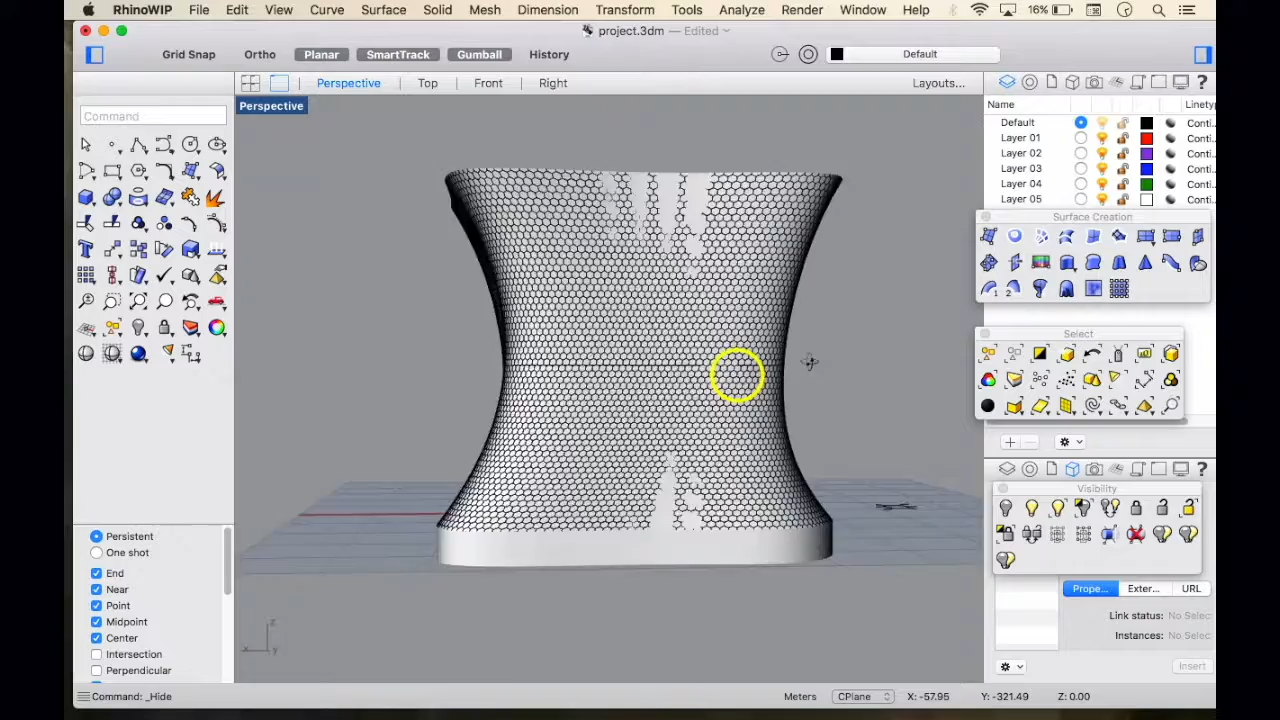 RhinoWIP File Edit View Curve Surface Solid Mesh Dimension Transform Tools Analyze Render Window Help 16%
project.3dm — Edited
Grid Snap Ortho Planar SmartTrack Gumball History Default
Perspective Top Front Right Layouts...
Perspective
Command
Name Linety
Default Conti...
Layer 01 Conti...
Layer 02 Conti...
Layer 03 Conti...
Layer 04 Conti...
Layer 05 Conti...
Surface Creation
Select
Visibility
Persistent
One shot
End
Near
Point
Midpoint
Center
Intersection
Perpendicular
Prope... Exter... URL
Link status: No Selec
Instances: No Selec
Insert
z
x y
Command: _Hide Meters CPlane X: -57.95 Y: -321.49 Z: 0.00